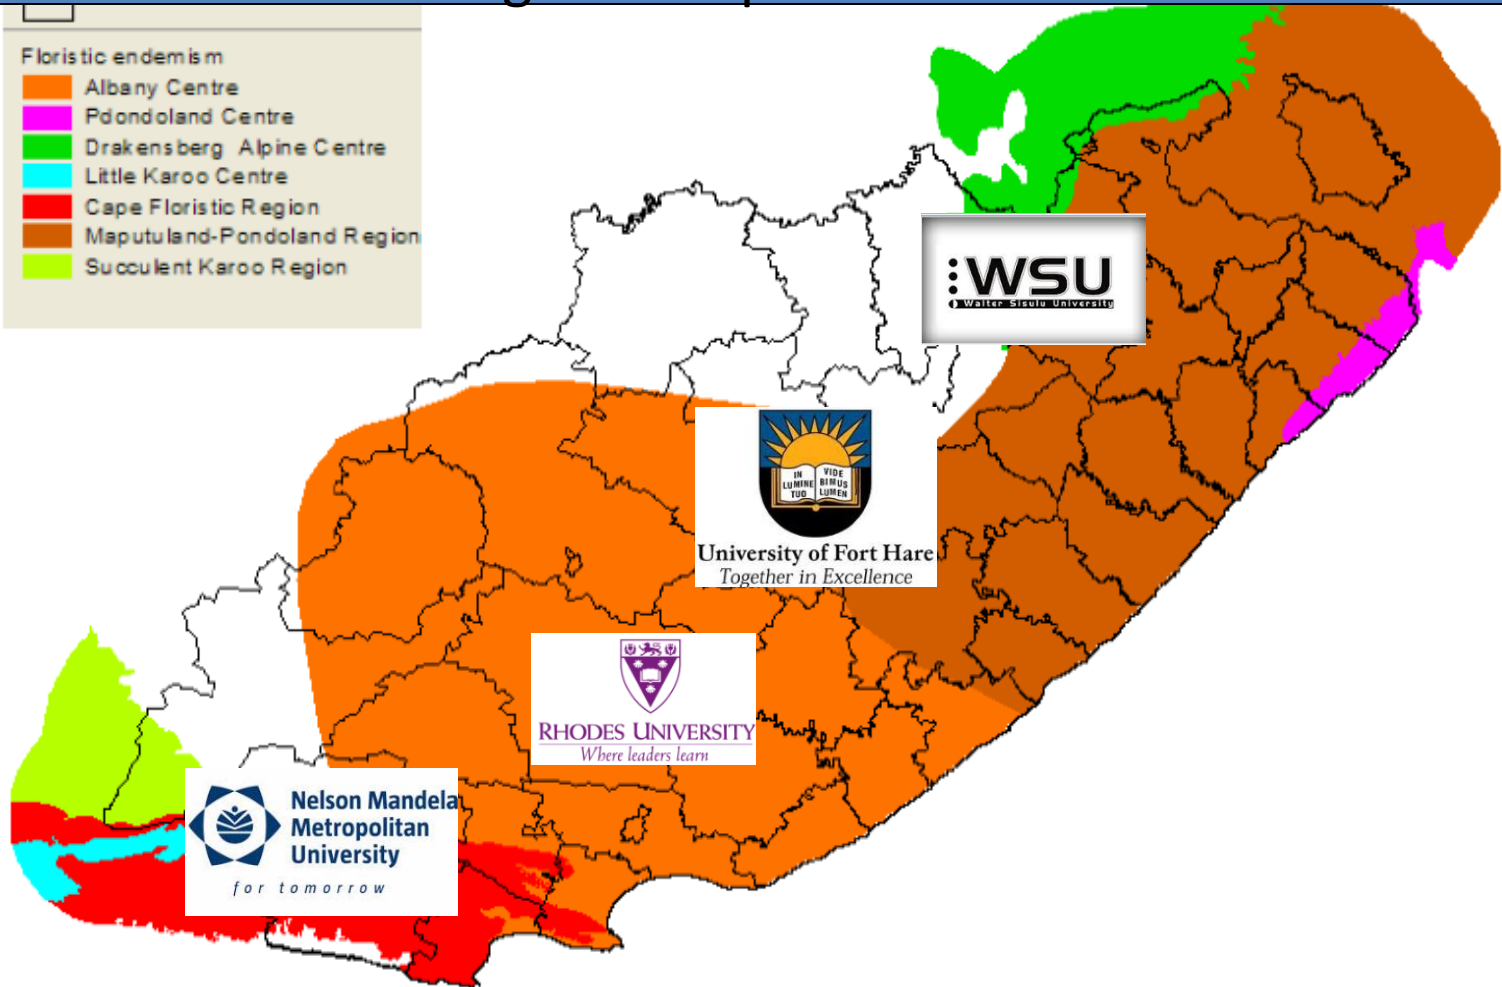 Floristic endemism
Albany Centre
Pdondoland Centre
Drakensberg Alpine Centre
Little Karoo Centre
Cape Floristic Region
Maputuland-Pondoland Region
Succulent Karoo Region
WSU
Walter Sisulu University
IN
LUMINE
TUO
VIDE
BIMUS
LUMEN
University of Fort Hare
Together in Excellence
RHODES UNIVERSITY
Where leaders learn
Nelson Mandela
Metropolitan
University
for tomorrow